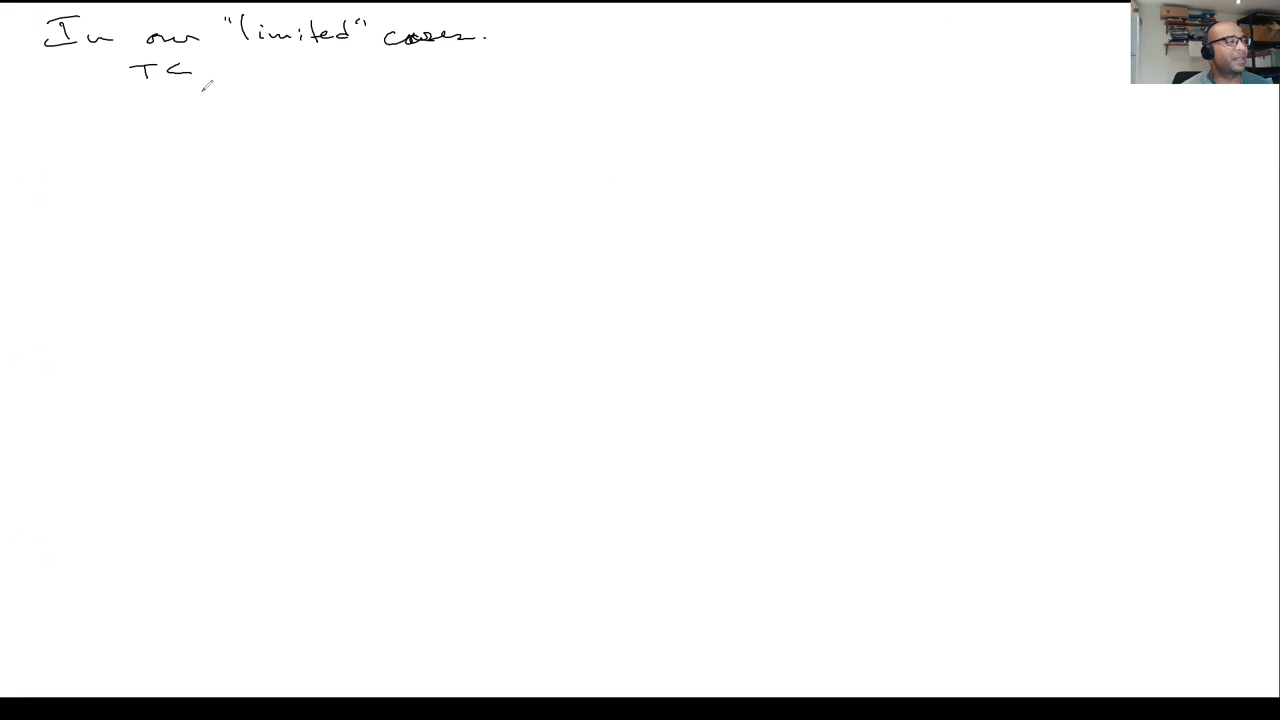 In our "limited" cases.
T <